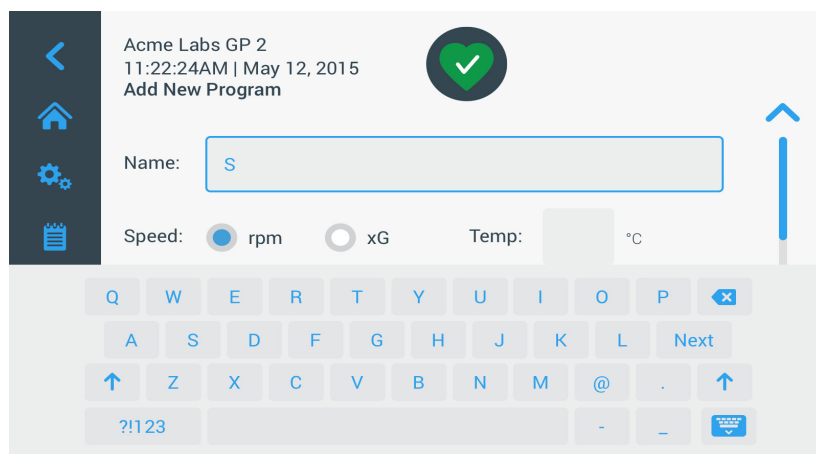 Acme Labs GP 2
11:22:24AM | May 12, 2015
Add New Program
Name: S
Speed: rpm xG Temp: °C
Q W E R T Y U I O P
A S D F G H J K L Next
Z X C V B N M @ .
?!123 - _